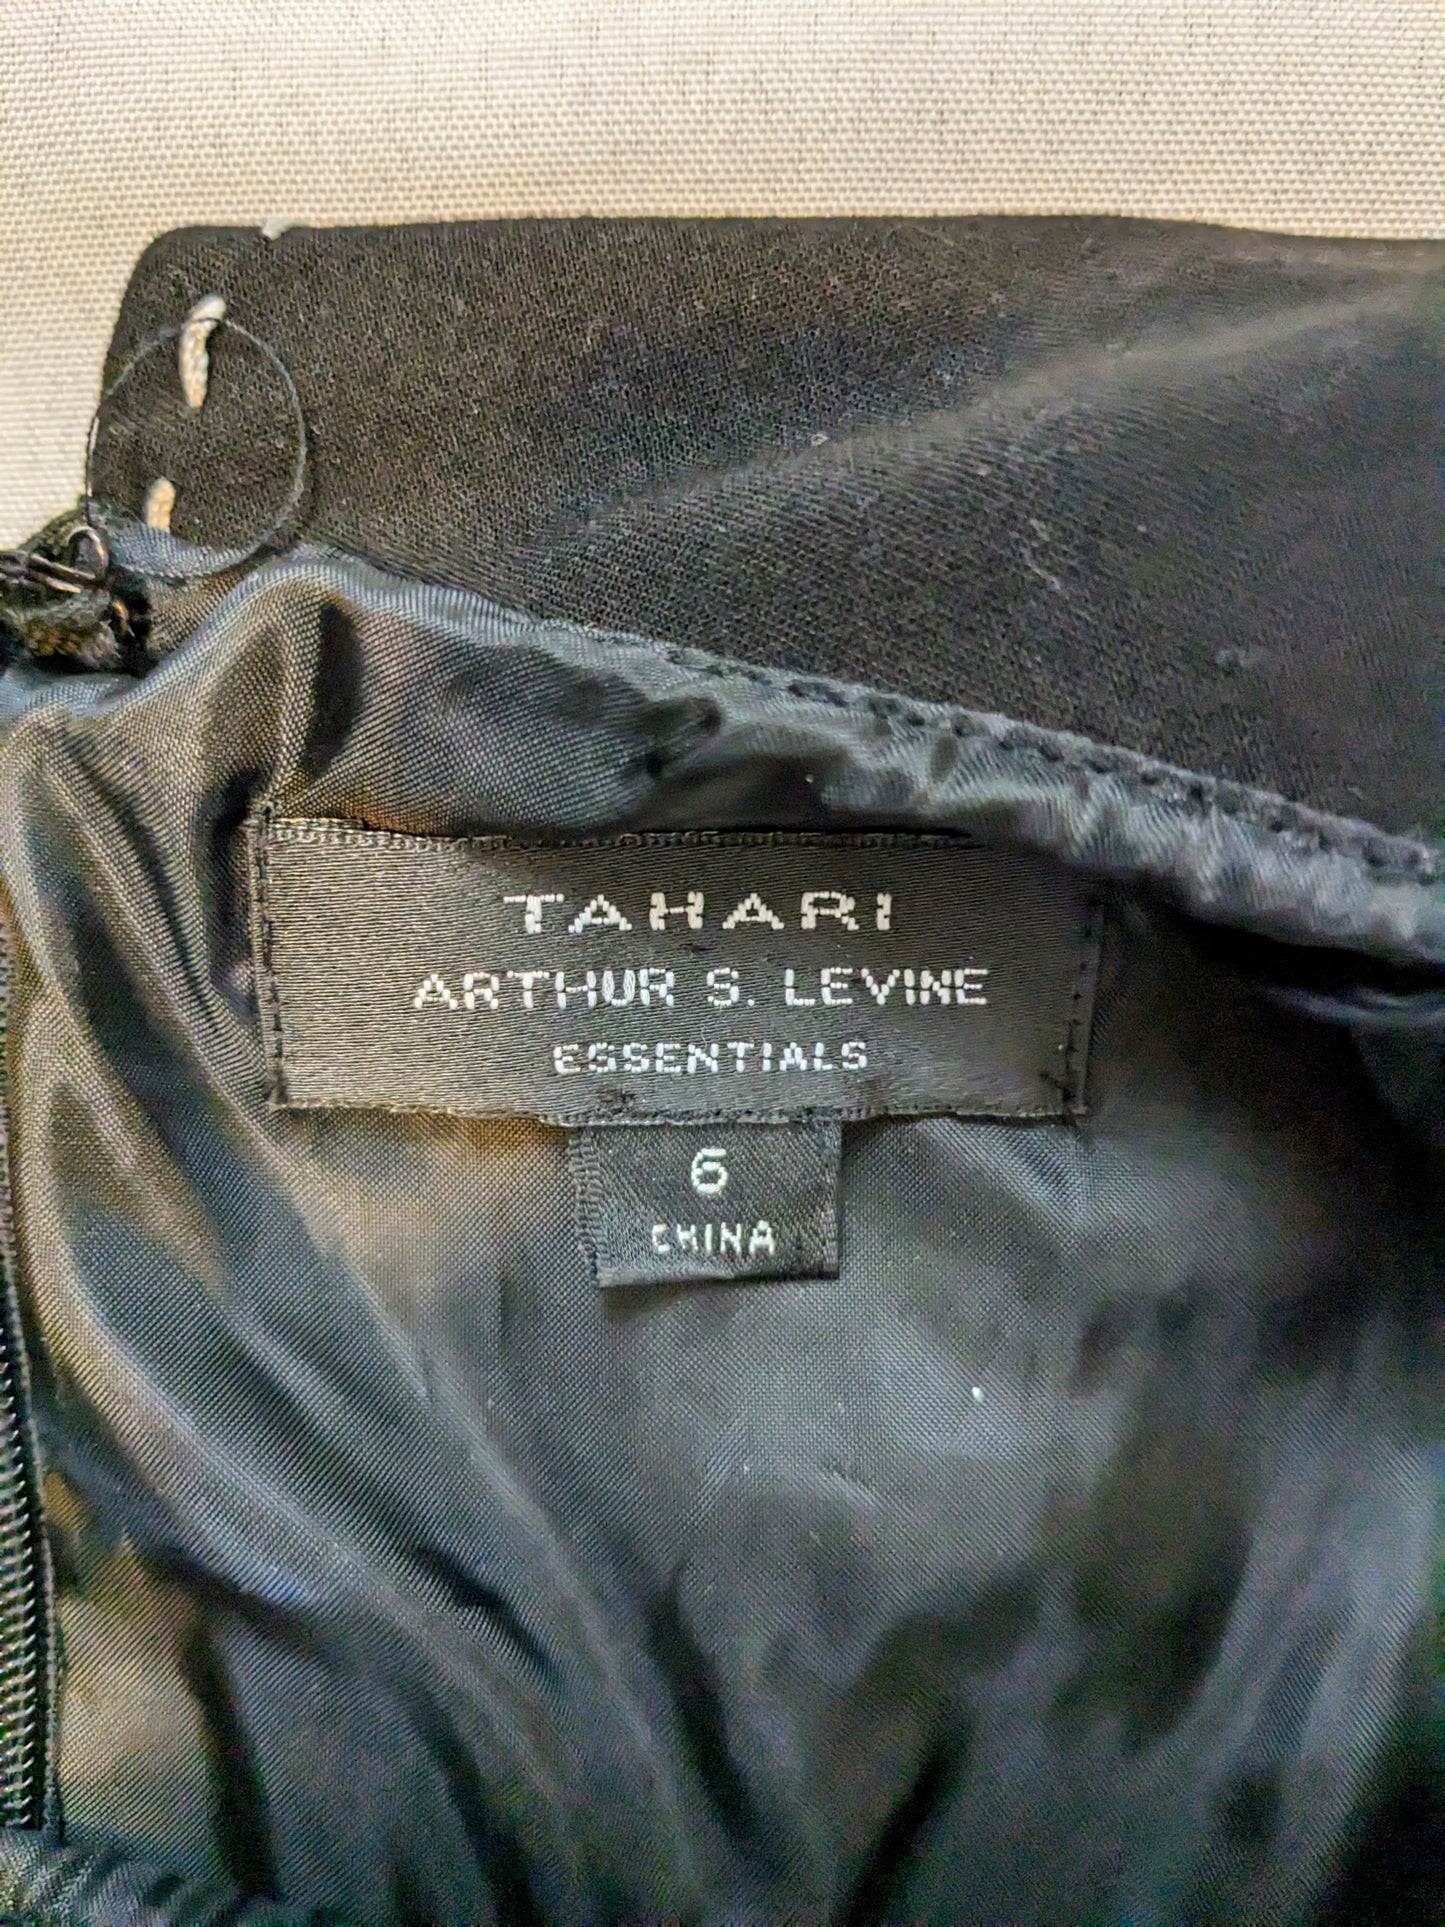 TAHARI
ARTHUR S. LEVINE
ESSENTIALS
6
CHINA